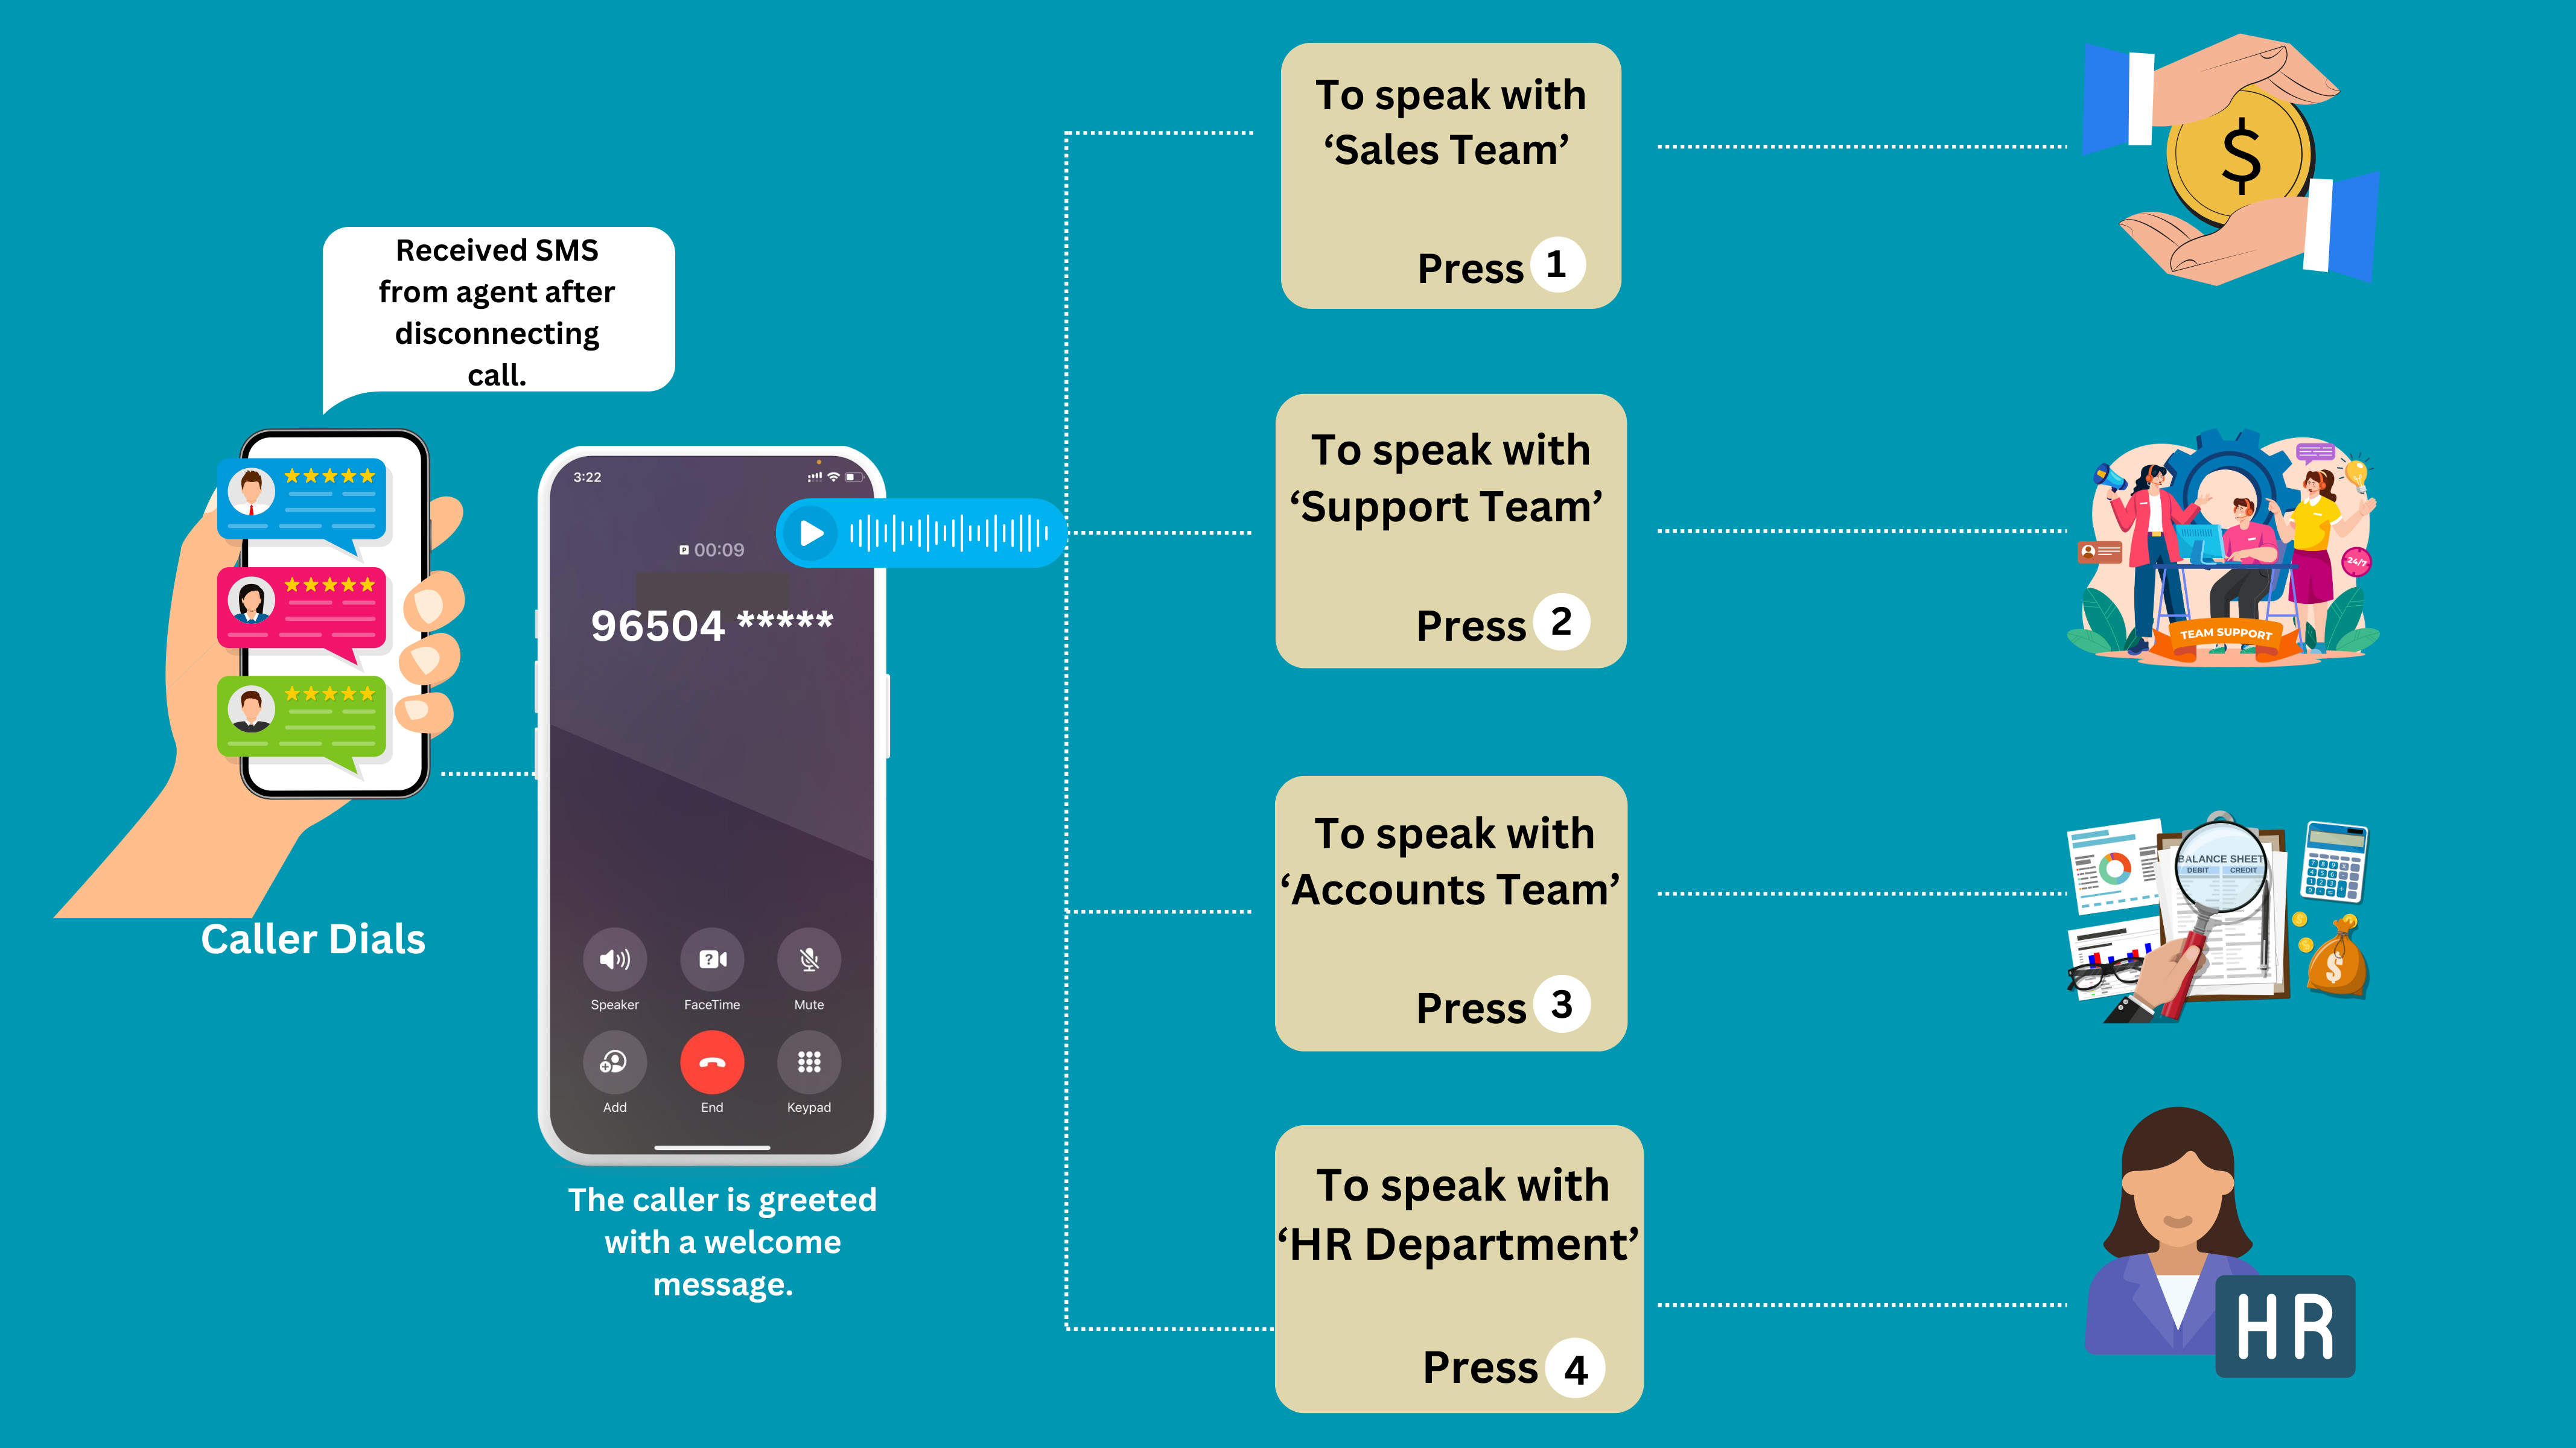 Received SMS
from agent after
disconnecting
call.
Caller Dials
3:22
P 00:09
96504 *****
Speaker
FaceTime
Mute
Add
End
Keypad
The caller is greeted
with a welcome
message.
To speak with
‘Sales Team’
Press 1
$
To speak with
‘Support Team’
Press 2
24/7
TEAM SUPPORT
To speak with
‘Accounts Team’
Press 3
BALANCE SHEET
DEBIT CREDIT
$
To speak with
‘HR Department’
Press 4
HR